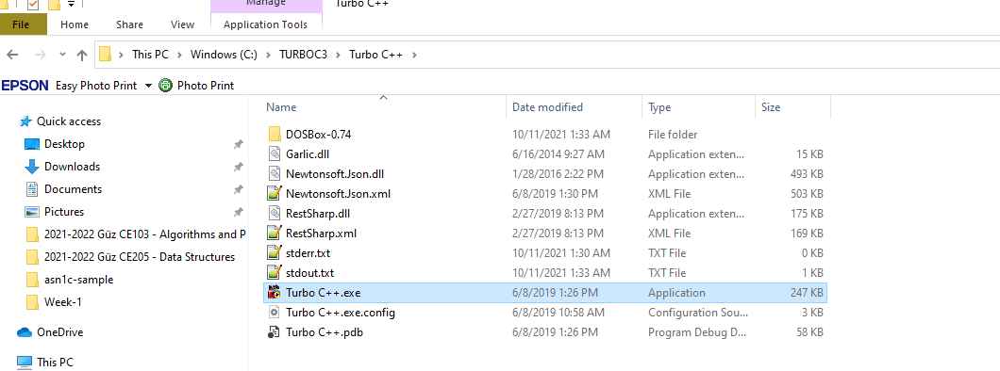 Manage Turbo C++
File Home Share View Application Tools
This PC > Windows (C:) > TURBOC3 > Turbo C++ >
EPSON Easy Photo Print Photo Print
Name Date modified Type Size
Quick access
Desktop
Downloads
Documents
Pictures
2021-2022 Güz CE103 - Algorithms and P
2021-2022 Güz CE205 - Data Structures
asn1c-sample
Week-1
OneDrive
This PC
DOSBox-0.74 10/11/2021 1:33 AM File folder
Garlic.dll 6/16/2014 9:27 AM Application exten... 15 KB
Newtonsoft.Json.dll 1/28/2016 2:22 PM Application exten... 493 KB
Newtonsoft.Json.xml 6/8/2019 1:30 PM XML File 503 KB
RestSharp.dll 2/27/2019 8:13 PM Application exten... 175 KB
RestSharp.xml 2/27/2019 8:13 PM XML File 169 KB
stderr.txt 10/11/2021 1:30 AM TXT File 0 KB
stdout.txt 10/11/2021 1:33 AM TXT File 1 KB
Turbo C++.exe 6/8/2019 1:26 PM Application 247 KB
Turbo C++.exe.config 6/8/2019 10:58 AM Configuration Sou... 3 KB
Turbo C++.pdb 6/8/2019 1:26 PM Program Debug D... 58 KB